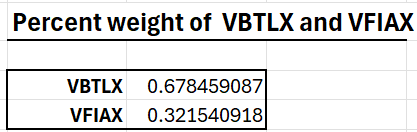 Percent weight of  VBTLX and VFIAX
VBTLX 0.678459087
VFIAX 0.321540918